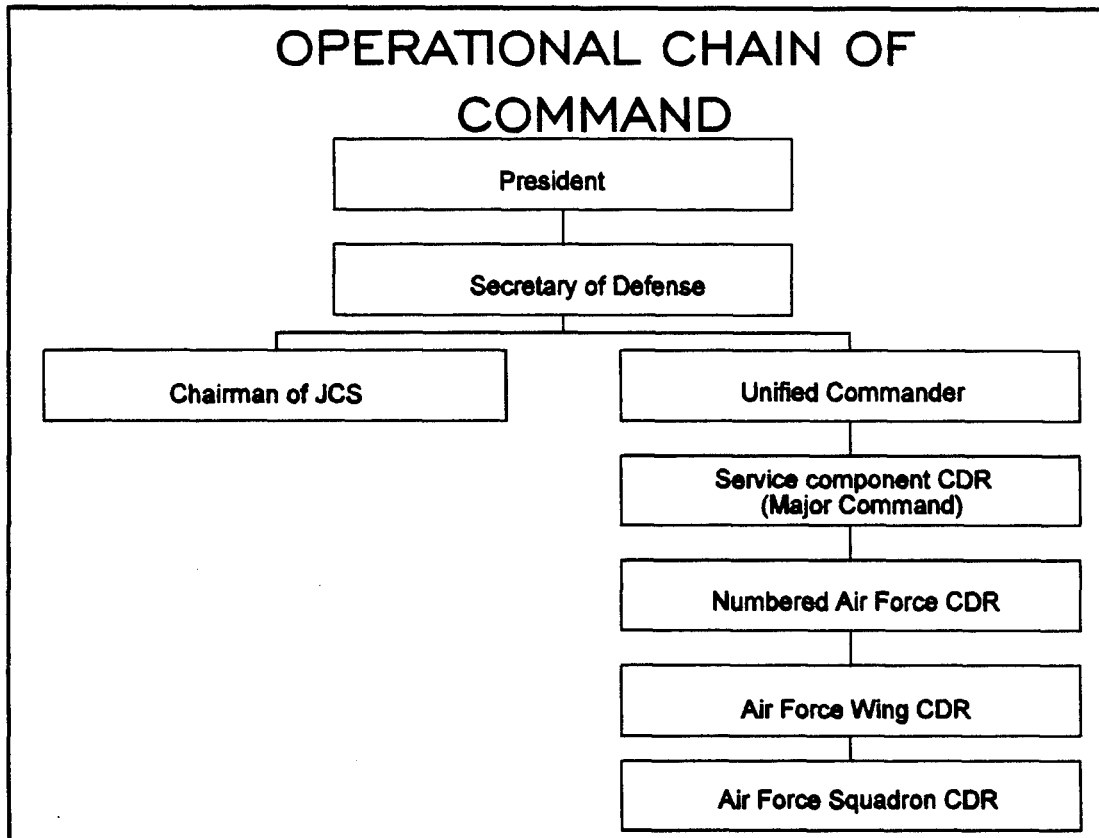 OPERATIONAL CHAIN OF
COMMAND
President
Secretary of Defense
Chairman of JCS
Unified Commander
Service component CDR
(Major Command)
Numbered Air Force CDR
Air Force Wing CDR
Air Force Squadron CDR